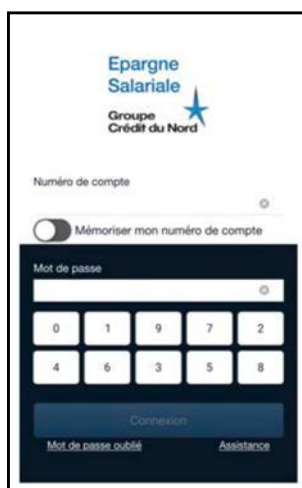 Epargne
Salariale
Groupe
Crédit du Nord
Numéro de compte
Mémoriser mon numéro de compte
Mot de passe
0 1 9 7 2
4 6 3 5 8
Connexion
Mot de passe oublié Assistance